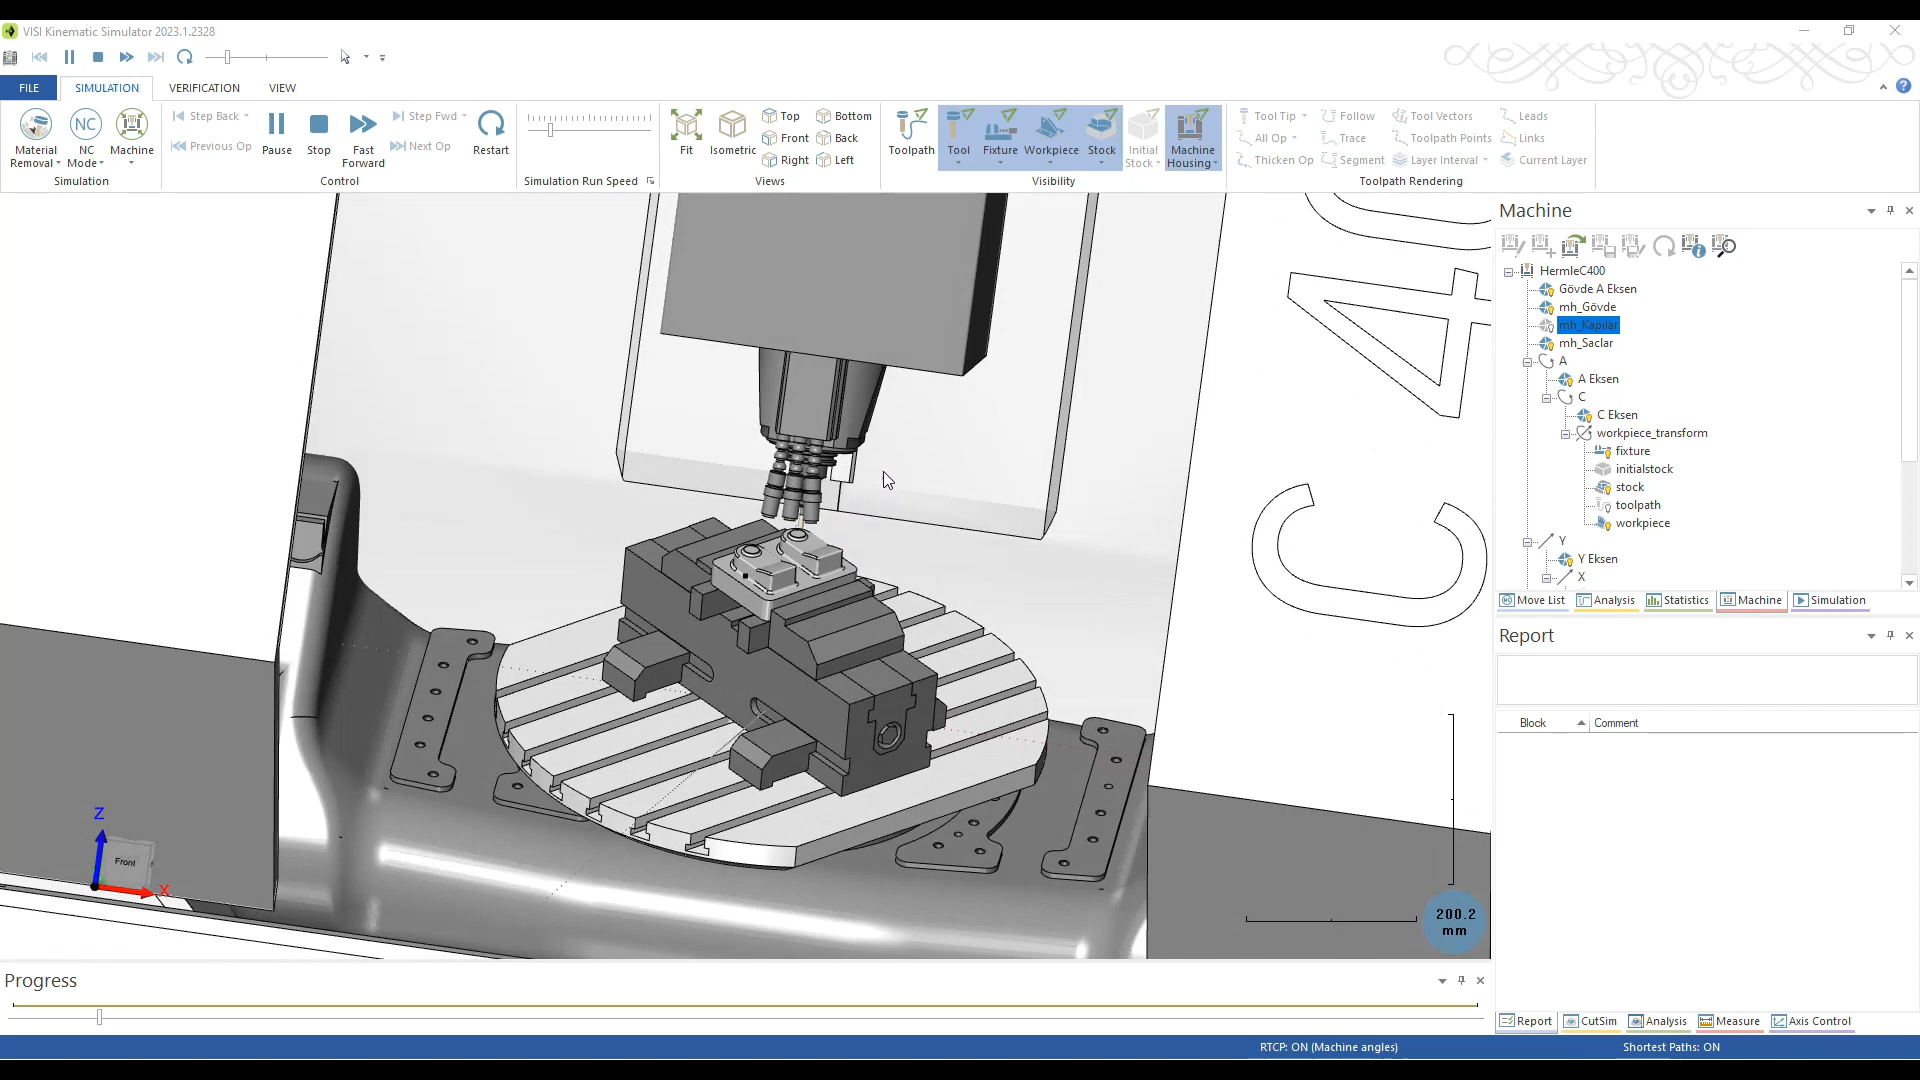 VISI Kinematic Simulator 2023.1.2328
FILE SIMULATION VERIFICATION VIEW
Material Removal
NC Mode
Machine
Simulation
Step Back
Previous Op
Pause
Stop
Fast Forward
Step Fwd
Next Op
Restart
Control
Simulation Run Speed
Fit
Isometric
Top
Front
Right
Bottom
Back
Left
Views
Toolpath
Tool
Fixture
Workpiece
Stock
Initial Stock
Machine Housing
Visibility
Tool Tip
All Op
Thicken Op
Follow
Trace
Segment
Tool Vectors
Toolpath Points
Layer Interval
Leads
Links
Current Layer
Toolpath Rendering
C 4
Z
Front
X
200.2
mm
Machine
HermleC400
Gövde A Eksen
mh_Gövde
mh_Kapılar
mh_Saclar
A
A Eksen
C
C Eksen
workpiece_transform
fixture
initialstock
stock
toolpath
workpiece
Y
Y Eksen
X
Move List Analysis Statistics Machine Simulation
Report
Block Comment
Report CutSim Analysis Measure Axis Control
Progress
RTCP: ON (Machine angles) Shortest Paths: ON